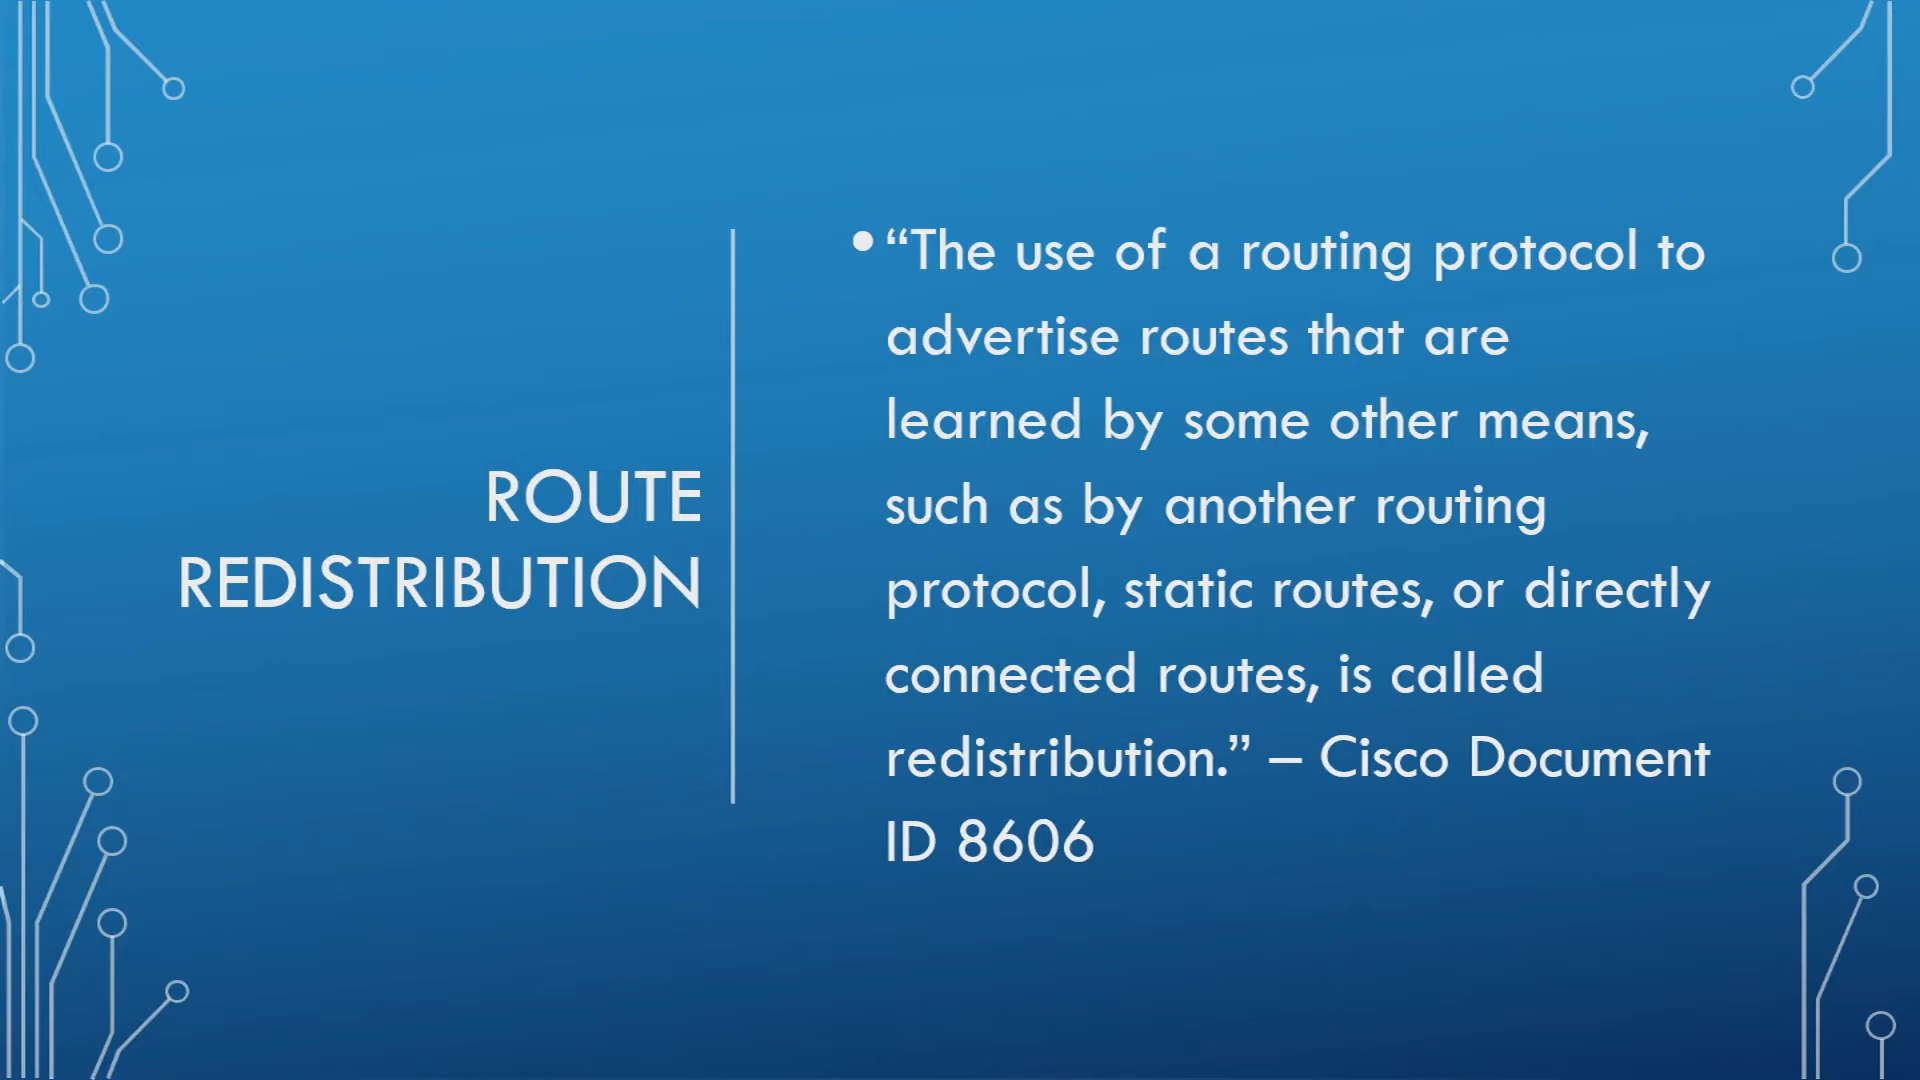 ROUTE
REDISTRIBUTION
• “The use of a routing protocol to
advertise routes that are
learned by some other means,
such as by another routing
protocol, static routes, or directly
connected routes, is called
redistribution.” – Cisco Document
ID 8606